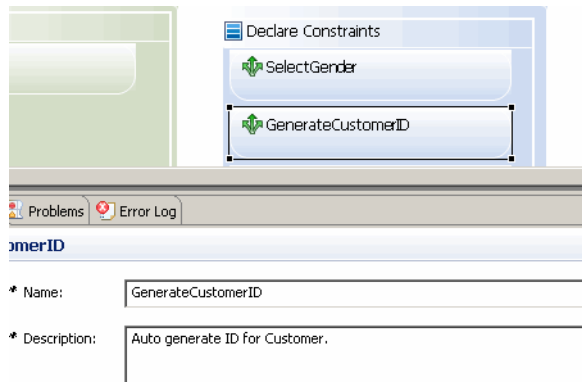 Declare Constraints
SelectGender
GenerateCustomerID
Problems Error Log
omerID
* Name: GenerateCustomerID
* Description: Auto generate ID for Customer.